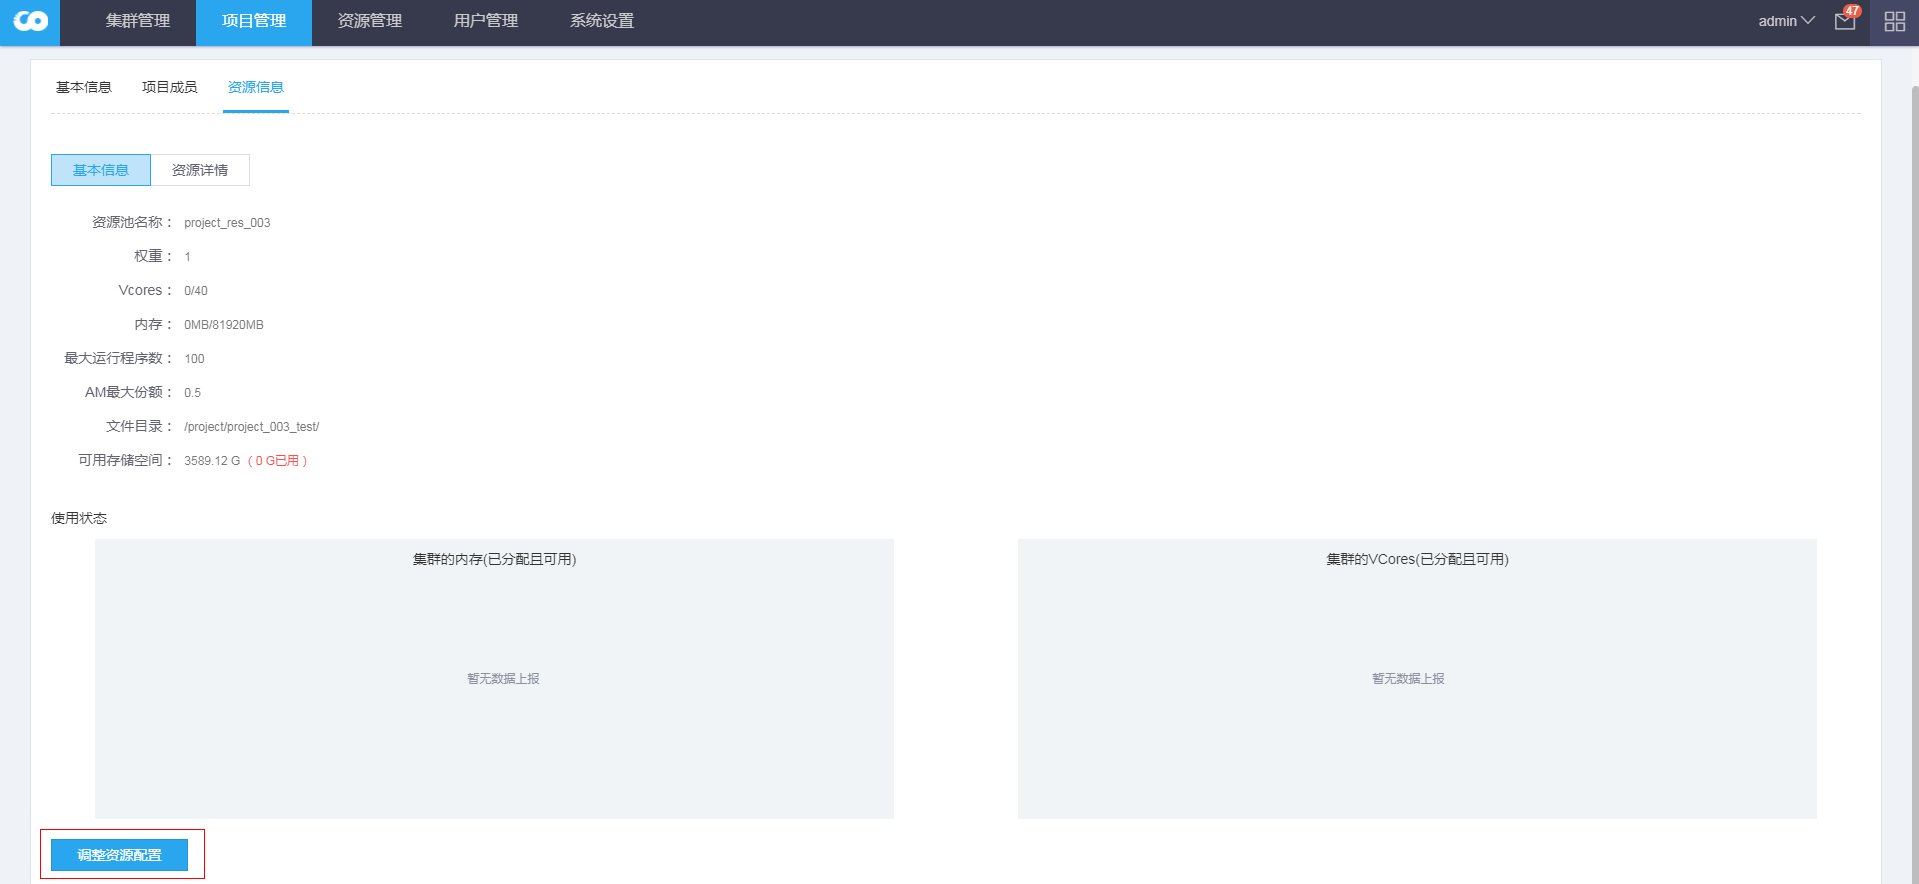 集群管理 项目管理 资源管理 用户管理 系统设置 admin 47
基本信息 项目成员 资源信息
基本信息 资源详情
资源池名称： project_res_003
权重： 1
Vcores： 0/40
内存： 0MB/81920MB
最大运行程序数： 100
AM最大份额： 0.5
文件目录： /project/project_003_test/
可用存储空间： 3589.12 G （0 G已用）
使用状态
集群的内存(已分配且可用) 集群的VCores(已分配且可用)
暂无数据上报 暂无数据上报
调整资源配置